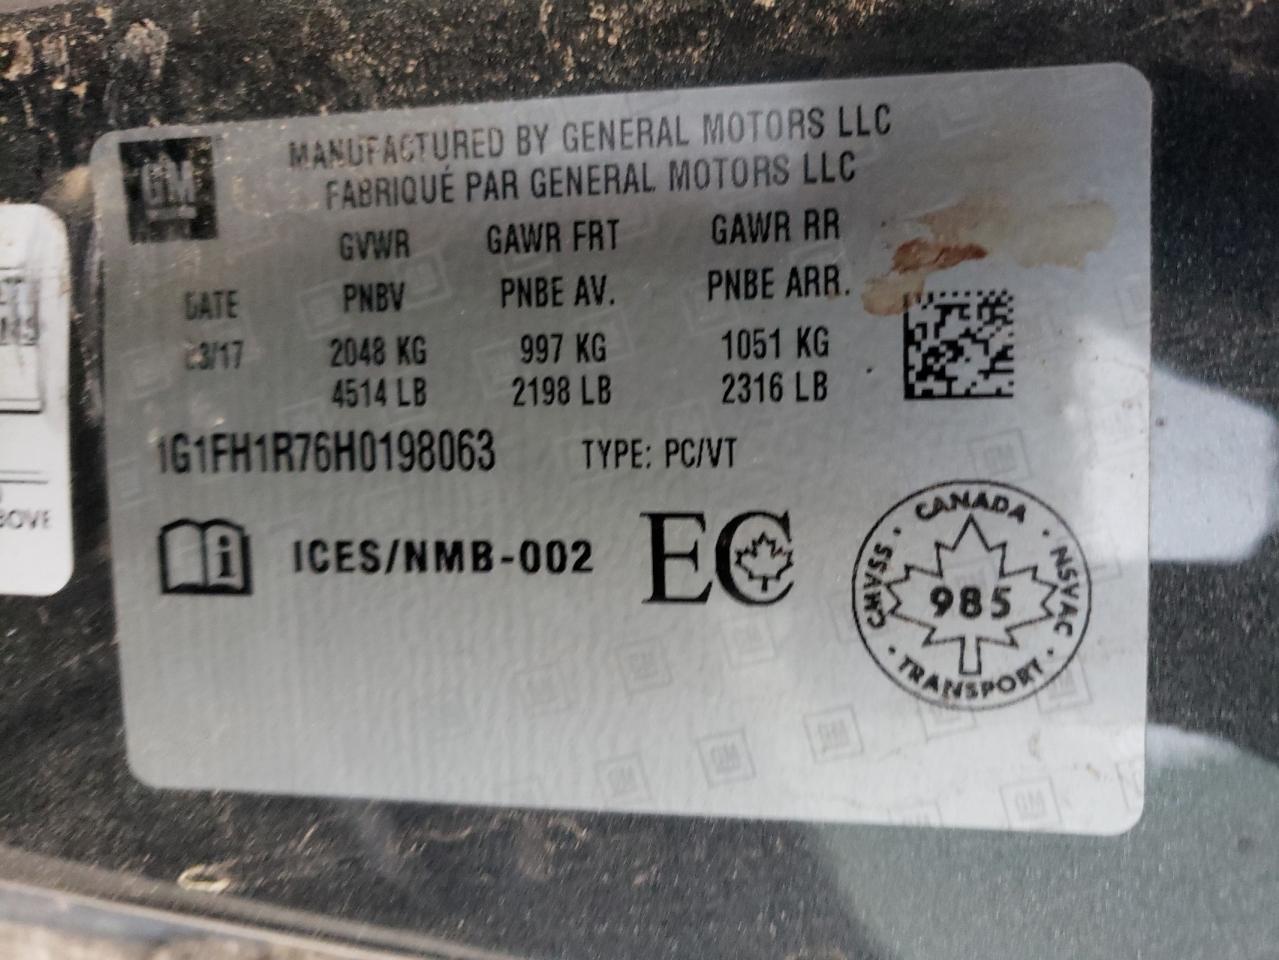 GM
MANUFACTURED BY GENERAL MOTORS LLC
FABRIQUÉ PAR GENERAL MOTORS LLC
GVWR GAWR FRT GAWR RR
DATE PNBV PNBE AV. PNBE ARR.
03/17 2048 KG 997 KG 1051 KG
4514 LB 2198 LB 2316 LB
1G1FH1R76H0198063 TYPE: PC/VT
i ICES/NMB-002 EC
CANADA
CMVSS NSVAC
985
TRANSPORT